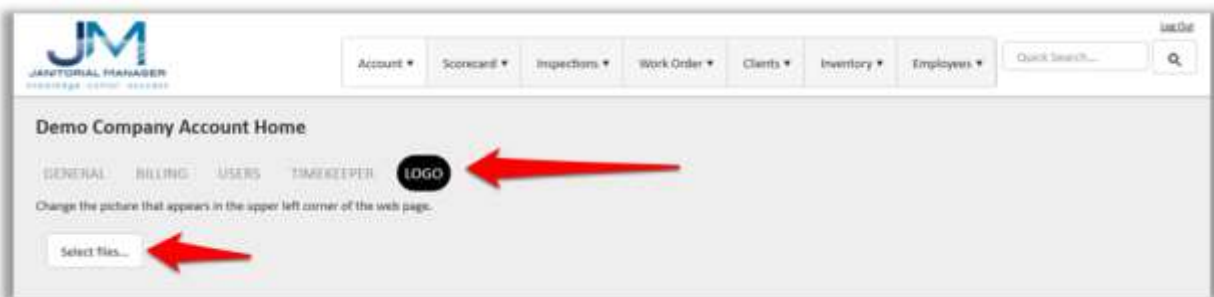 Log Out
JM
JANITORIAL MANAGER
Account ▾ Scorecard ▾ Inspections ▾ Work Order ▾ Clients ▾ Inventory ▾ Employees ▾ Quick Search...
Demo Company Account Home
GENERAL BILLING USERS TIMEKEEPER LOGO
Change the picture that appears in the upper left corner of the web page.
Select files...